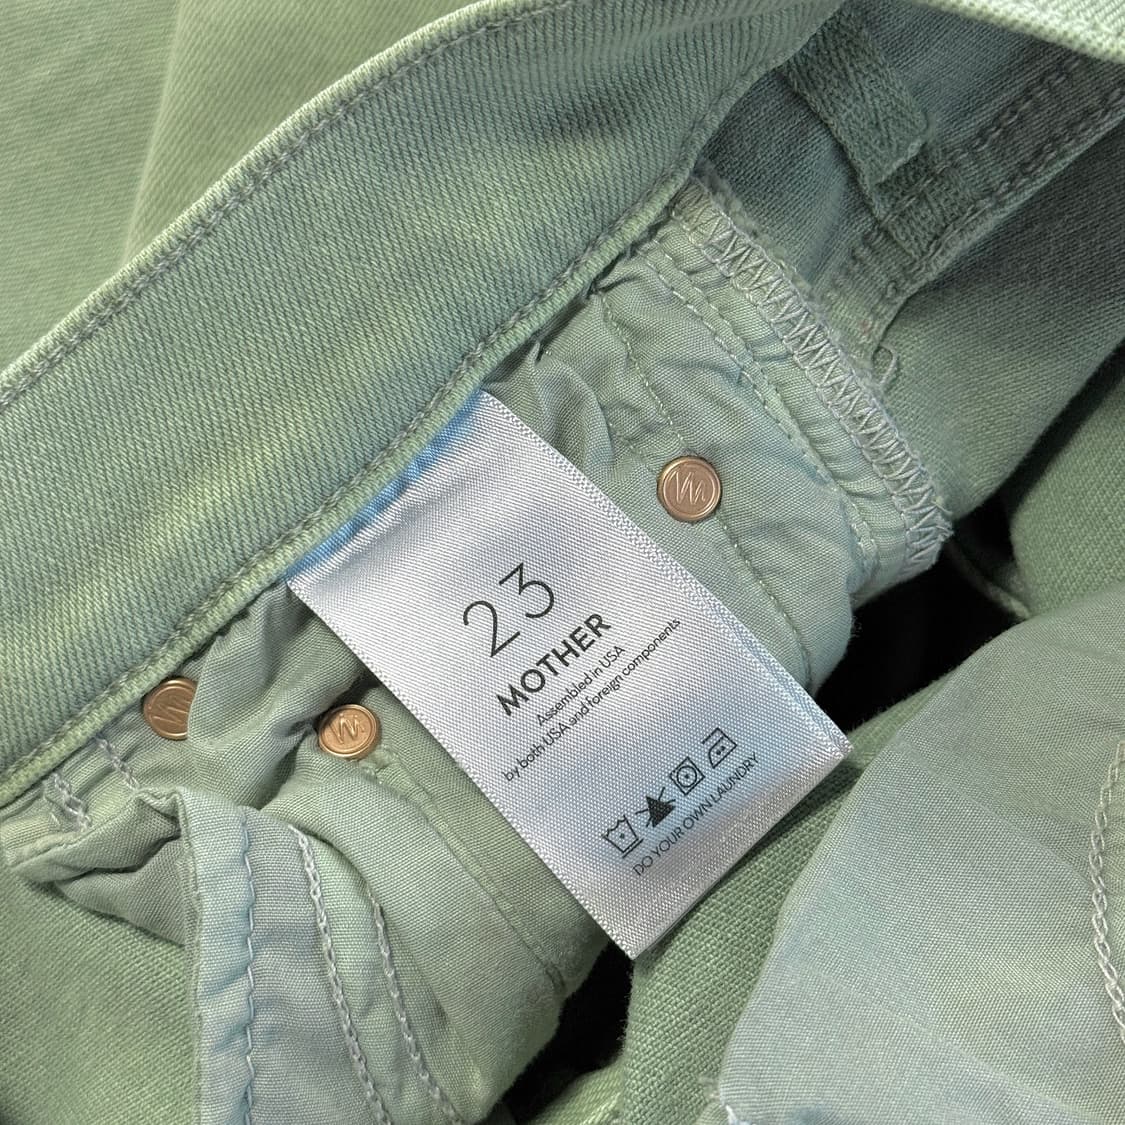 23
MOTHER
Assembled in USA
by both USA and foreign components
DO YOUR OWN LAUNDRY